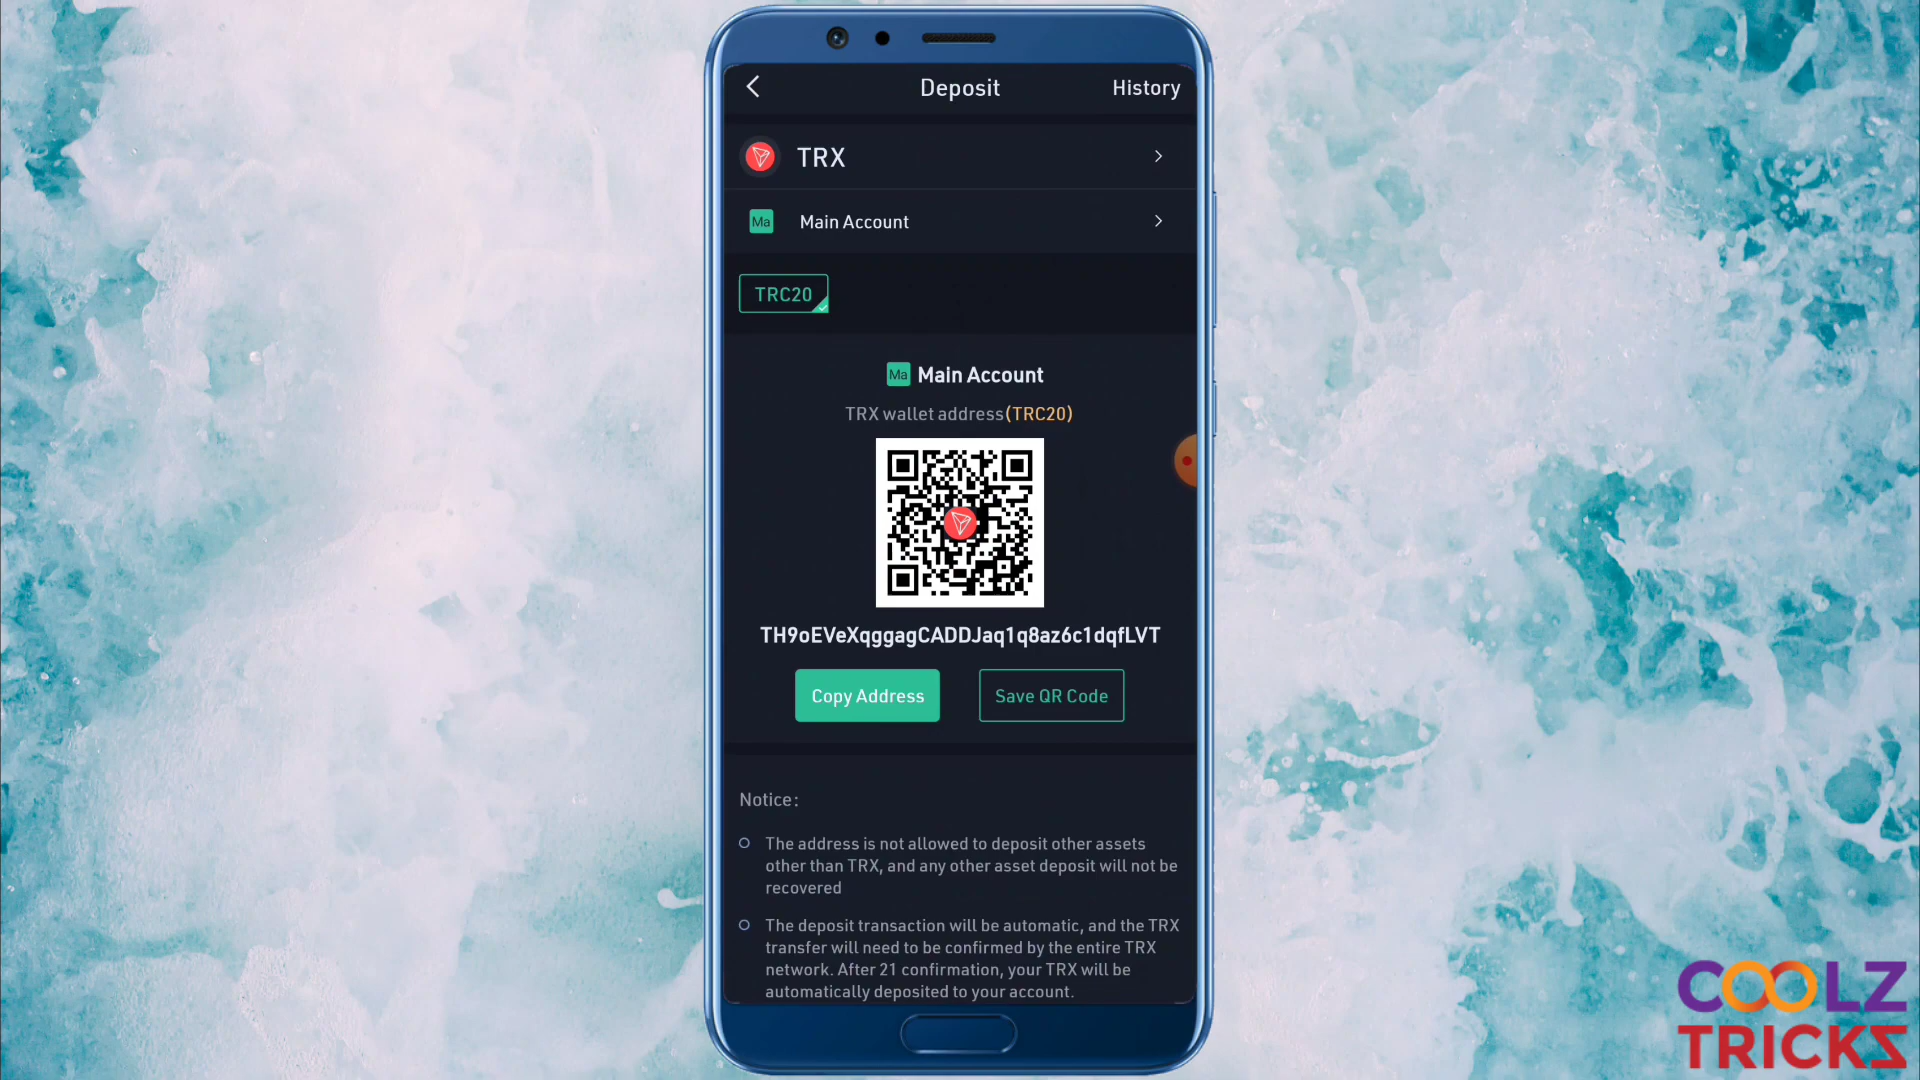 Deposit
History
TRX
Ma Main Account
TRC20
Ma Main Account
TRX wallet address(TRC20)
TH9oEVeXqggagCADDJaq1q8az6c1dqfLVT
Copy Address
Save QR Code
Notice:
The address is not allowed to deposit other assets
other than TRX, and any other asset deposit will not be
recovered
The deposit transaction will be automatic, and the TRX
transfer will need to be confirmed by the entire TRX
network. After 21 confirmation, your TRX will be
automatically deposited to your account.
COOLZ
TRICKS